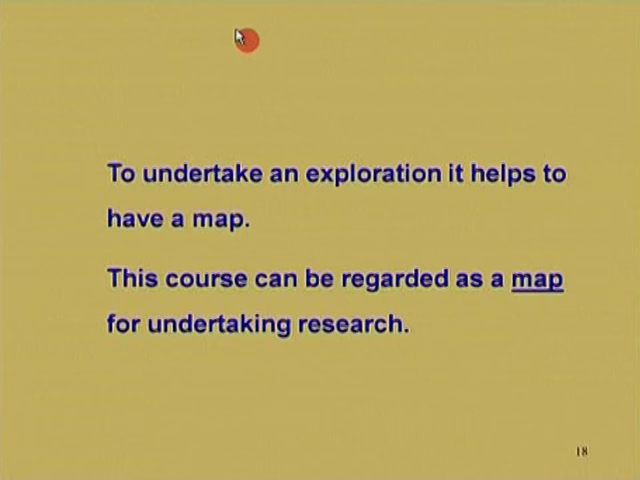 To undertake an exploration it helps to
have a map.
This course can be regarded as a map
for undertaking research.
18